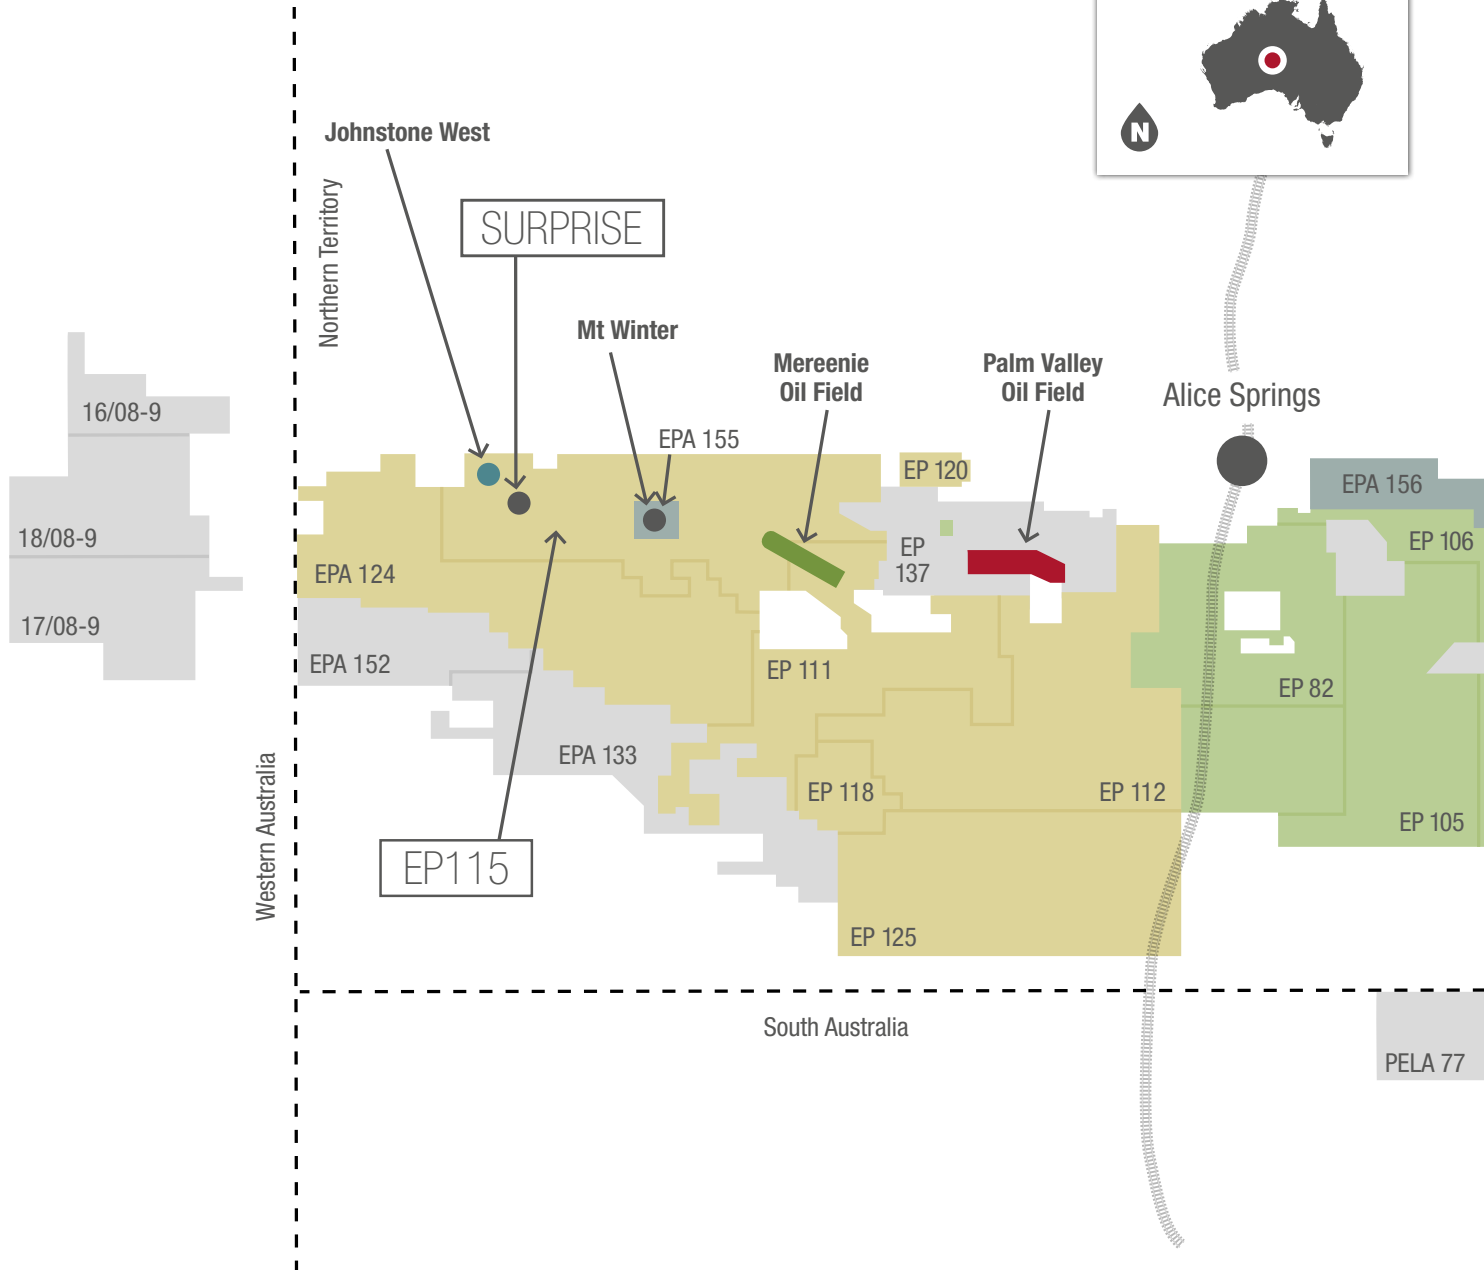 N
Johnstone West
Northern Territory
SURPRISE
Mt Winter
Mereenie
Oil Field
Palm Valley
Oil Field
Alice Springs
16/08-9
EPA 155
EP 120
EPA 156
18/08-9
EPA 124
EP
137
EP 106
17/08-9
EPA 152
EP 111
EP 82
EPA 133
EP 118
EP 112
EP 105
Western Australia
EP115
EP 125
South Australia
PELA 77